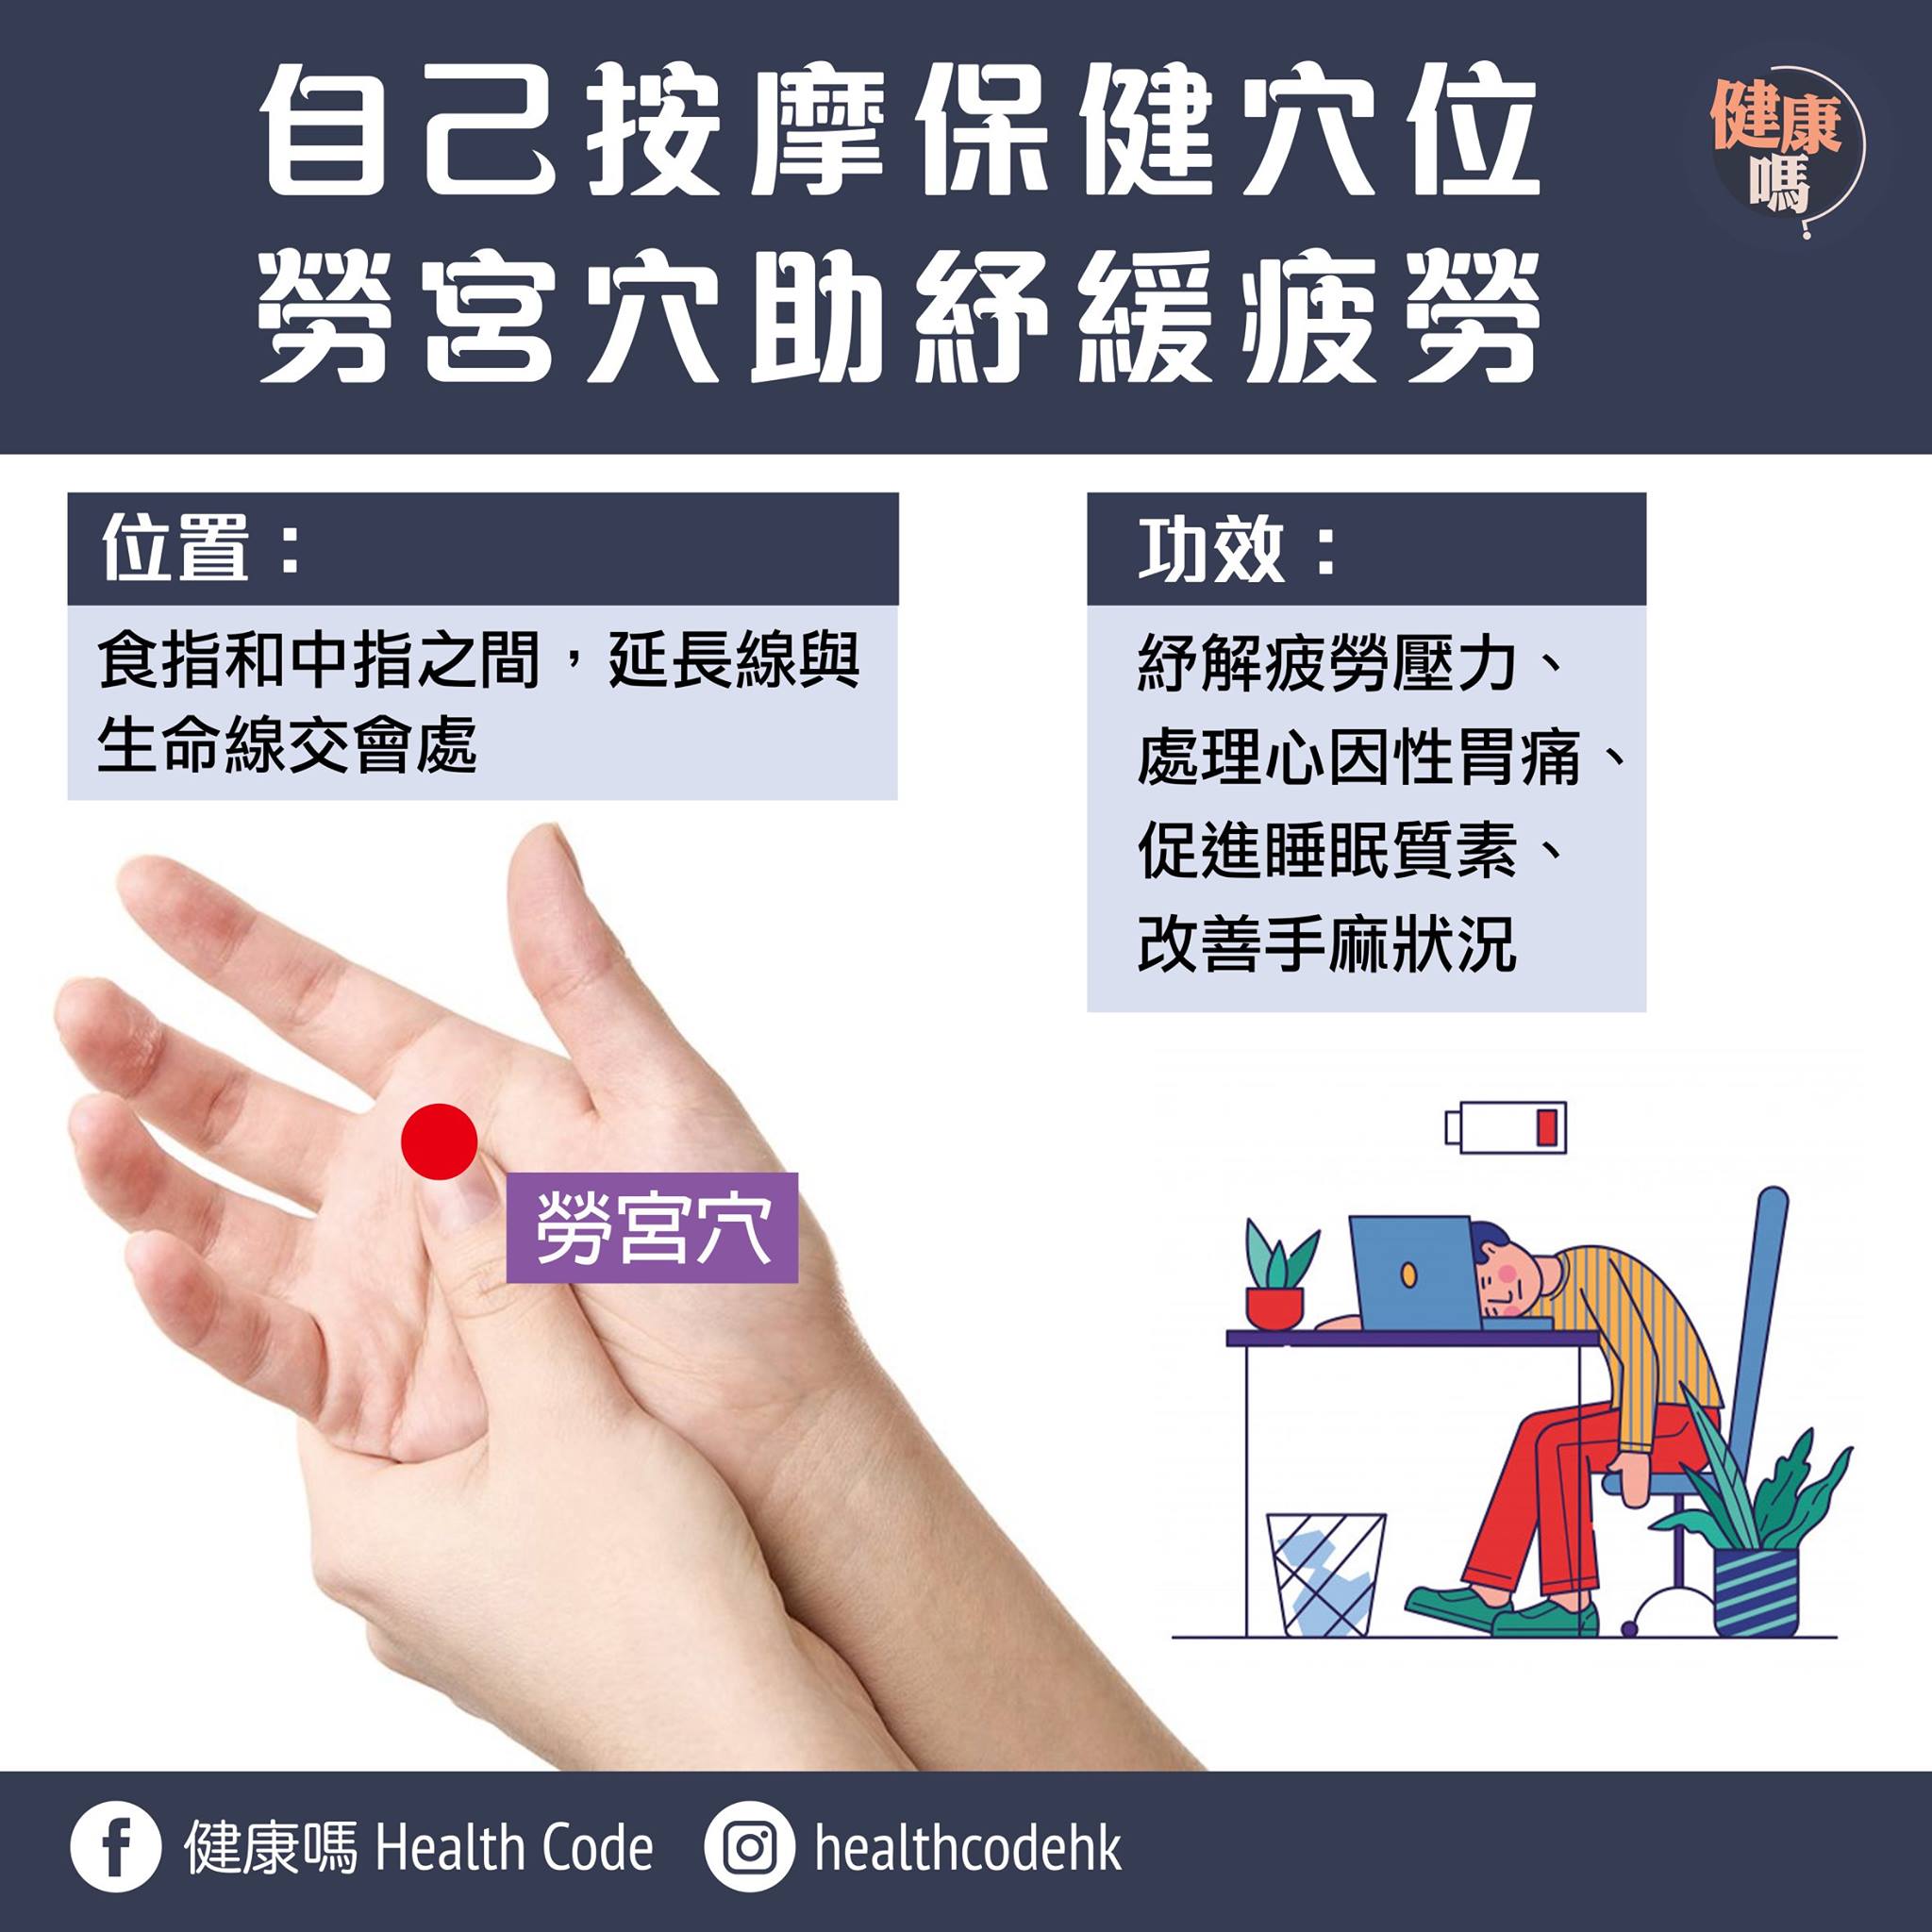 自己按摩保健穴位
勞宮穴助紓緩疲勞
健康
嗎
位置：
食指和中指之間，延長線與
生命線交會處
功效：
紓解疲勞壓力、
處理心因性胃痛、
促進睡眠質素、
改善手麻狀況
勞宮穴
健康嗎 Health Code
healthcodehk